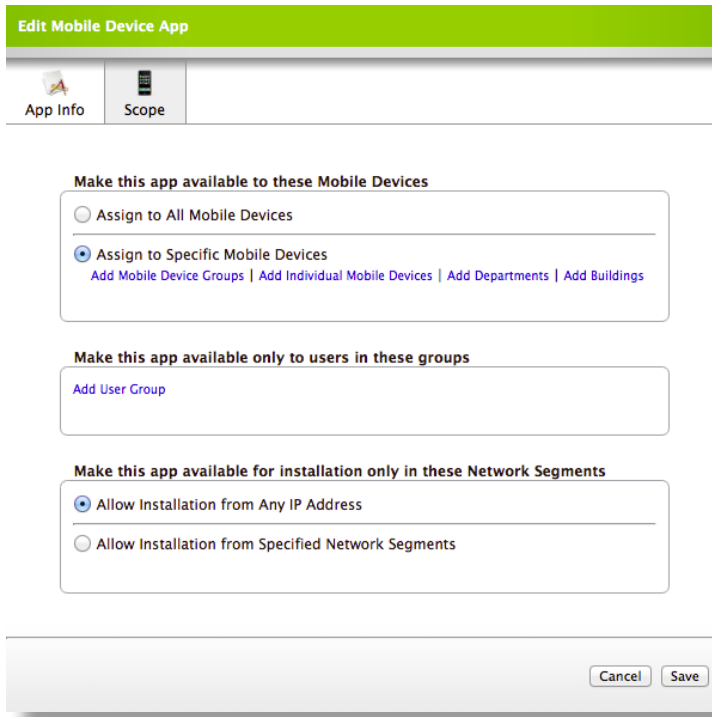 Edit Mobile Device App
App Info
Scope
Make this app available to these Mobile Devices
Assign to All Mobile Devices
Assign to Specific Mobile Devices
Add Mobile Device Groups | Add Individual Mobile Devices | Add Departments | Add Buildings
Make this app available only to users in these groups
Add User Group
Make this app available for installation only in these Network Segments
Allow Installation from Any IP Address
Allow Installation from Specified Network Segments
Cancel Save